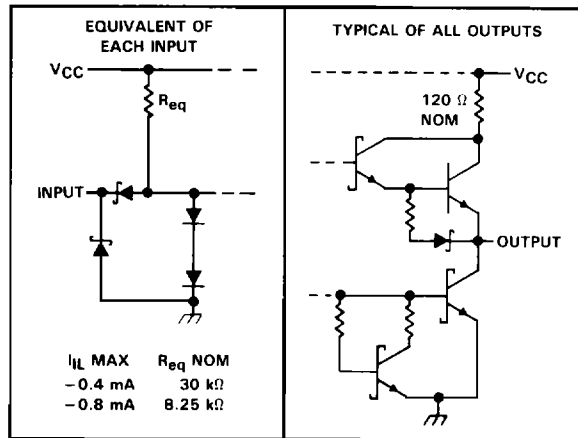 EQUIVALENT OF
EACH INPUT
VCC
Req
INPUT
IIL MAX Req NOM
−0.4 mA 30 kΩ
−0.8 mA 8.25 kΩ
TYPICAL OF ALL OUTPUTS
VCC
120 Ω
NOM
OUTPUT